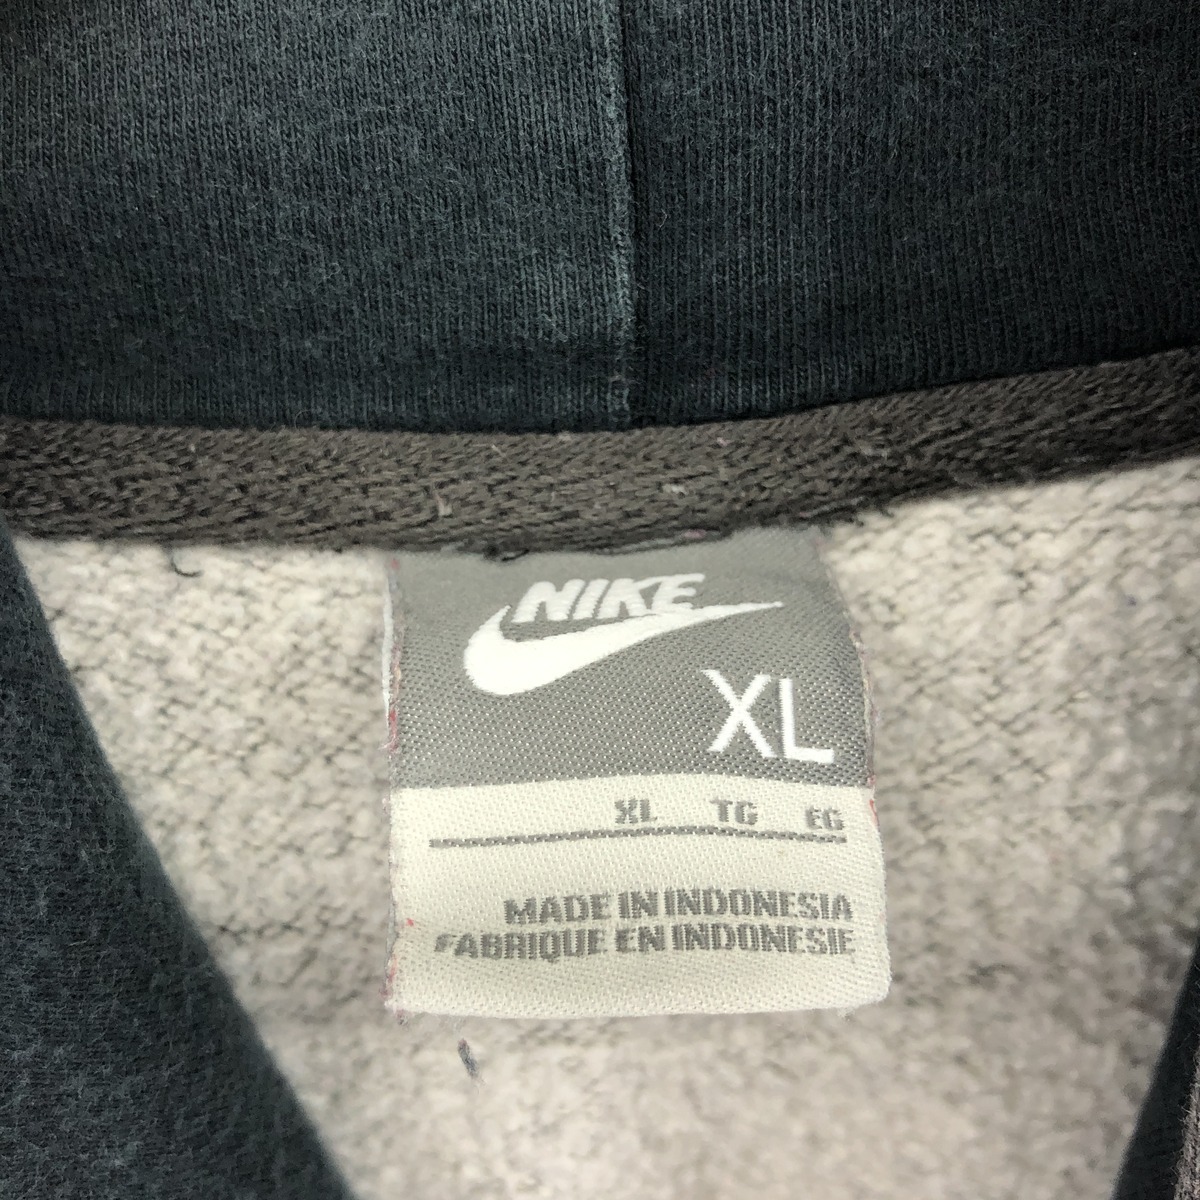 NIKE
XL
XL TG EG
MADE IN INDONESIA
FABRIQUE EN INDONESIE